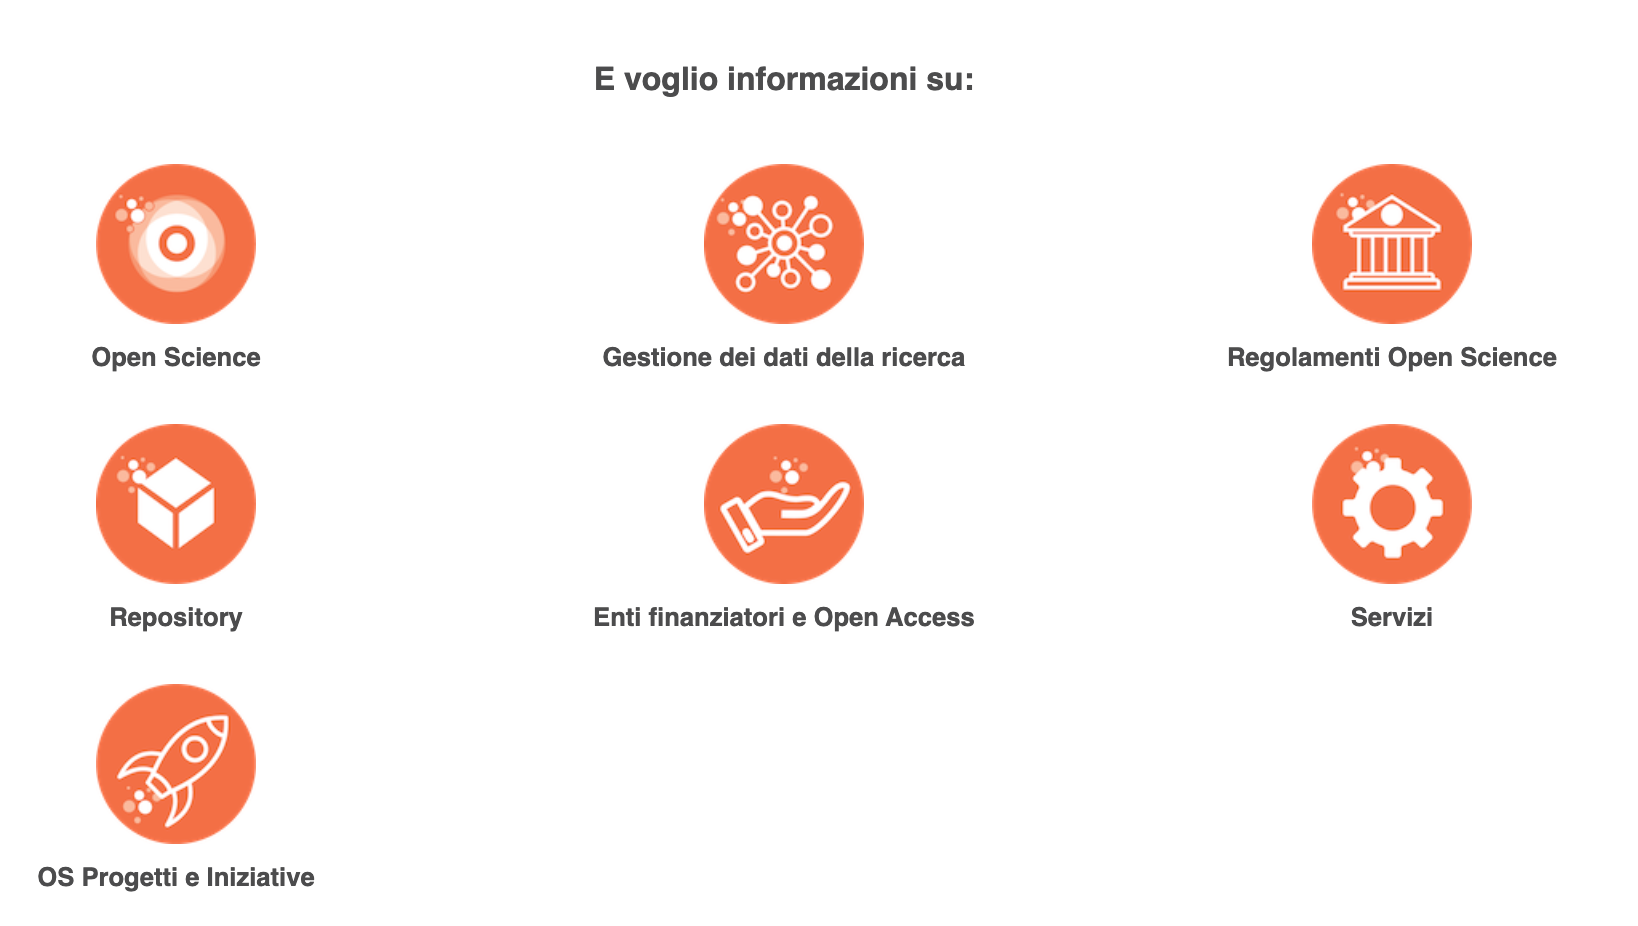 E voglio informazioni su:
Open Science
Gestione dei dati della ricerca
Regolamenti Open Science
Repository
Enti finanziatori e Open Access
Servizi
OS Progetti e Iniziative